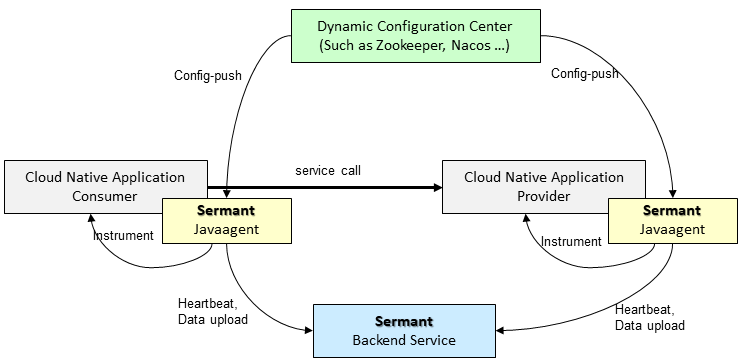 Dynamic Configuration Center
(Such as Zookeeper, Nacos ...)
Config-push
Config-push
service call
Cloud Native Application
Consumer
Cloud Native Application
Provider
Sermant
Javaagent
Sermant
Javaagent
Instrument
Instrument
Heartbeat,
Data upload
Heartbeat,
Data upload
Sermant
Backend Service